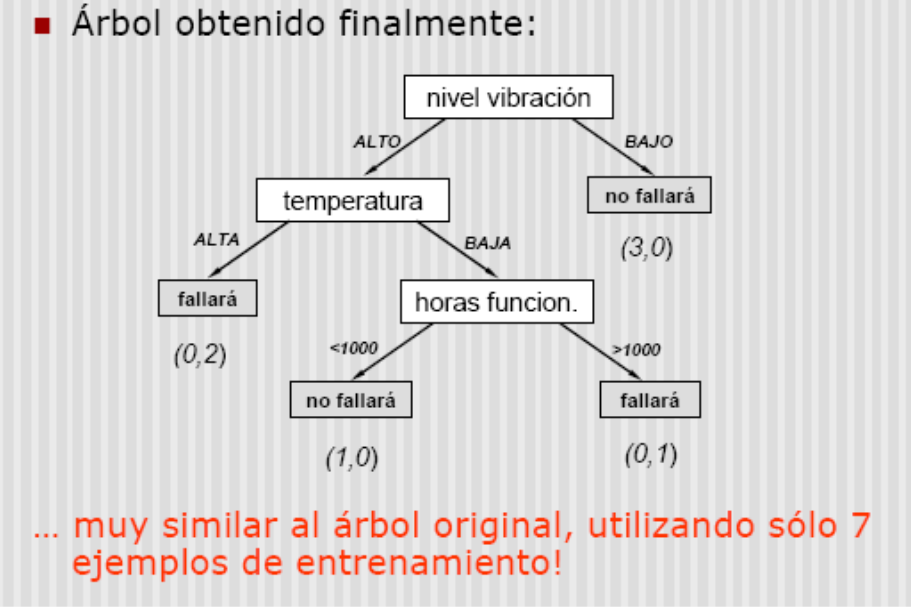 Árbol obtenido finalmente:
nivel vibración
ALTO
BAJO
temperatura
no fallará
(3,0)
ALTA
BAJA
fallará
horas funcion.
(0,2)
<1000
>1000
no fallará
fallará
(1,0)
(0,1)
... muy similar al árbol original, utilizando sólo 7
ejemplos de entrenamiento!